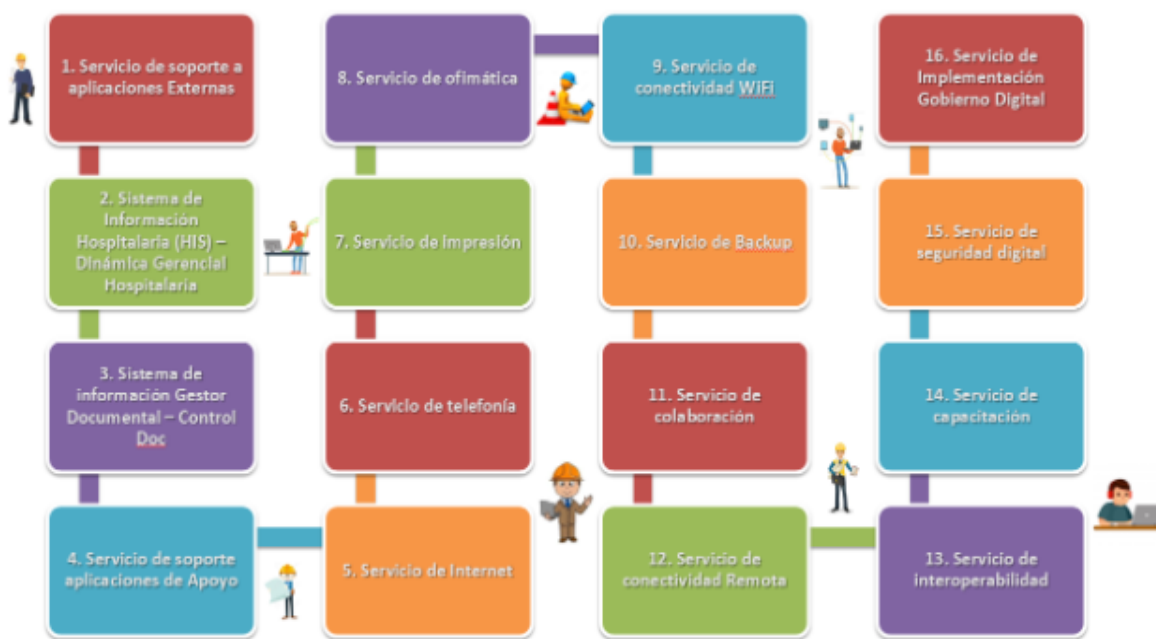 1. Servicio de soporte a
aplicaciones Externas
2. Sistema de
Información
Hospitalaria (HIS) –
Dinámica Gerencial
Hospitalaria
3. Sistema de
información Gestor
Documental – Control
Doc
4. Servicio de soporte
aplicaciones de Apoyo
5. Servicio de Internet
6. Servicio de telefonía
7. Servicio de impresión
8. Servicio de ofimática
9. Servicio de
conectividad WiFi
10. Servicio de Backup
11. Servicio de
colaboración
12. Servicio de
conectividad Remota
13. Servicio de
interoperabilidad
14. Servicio de
capacitación
15. Servicio de
seguridad digital
16. Servicio de
Implementación
Gobierno Digital